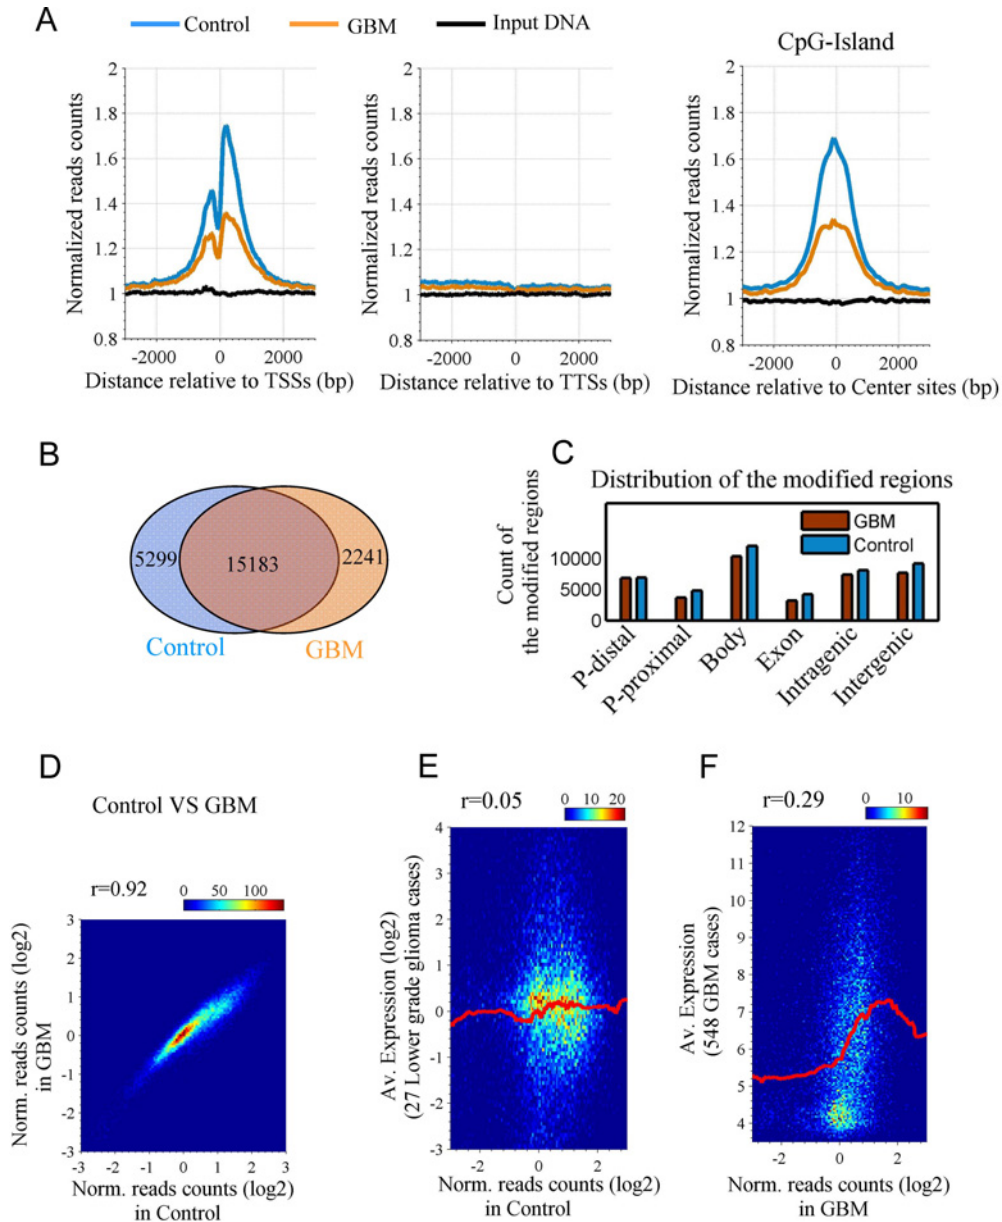 A
Control
GBM
Input DNA
CpG-Island
Normalized reads counts
2
1.8
1.6
1.4
1.2
1
0.8
-2000
0
2000
Distance relative to TSSs (bp)
Normalized reads counts
2
1.8
1.6
1.4
1.2
1
0.8
-2000
0
2000
Distance relative to TTSs (bp)
Normalized reads counts
2
1.8
1.6
1.4
1.2
1
0.8
-2000
0
2000
Distance relative to Center sites (bp)
B
5299
15183
2241
Control
GBM
C
Distribution of the modified regions
Count of
the modified regions
10000
5000
0
GBM
Control
P-distal
P-proximal
Body
Exon
Intragenic
Intergenic
D
Control VS GBM
r=0.92
0 50 100
Norm. reads counts (log2)
in GBM
3
2
1
0
-1
-2
-3
-3 -2 -1 0 1 2 3
Norm. reads counts (log2)
in Control
E
r=0.05
0 10 20
Av. Expression (log2)
(27 Lower grade glioma cases)
4
3
2
1
0
-1
-2
-3
-2 0 2
Norm. reads counts (log2)
in Control
F
r=0.29
0 10
Av. Expression
(548 GBM cases)
12
11
10
9
8
7
6
5
4
-2 0 2
Norm. reads counts (log2)
in GBM